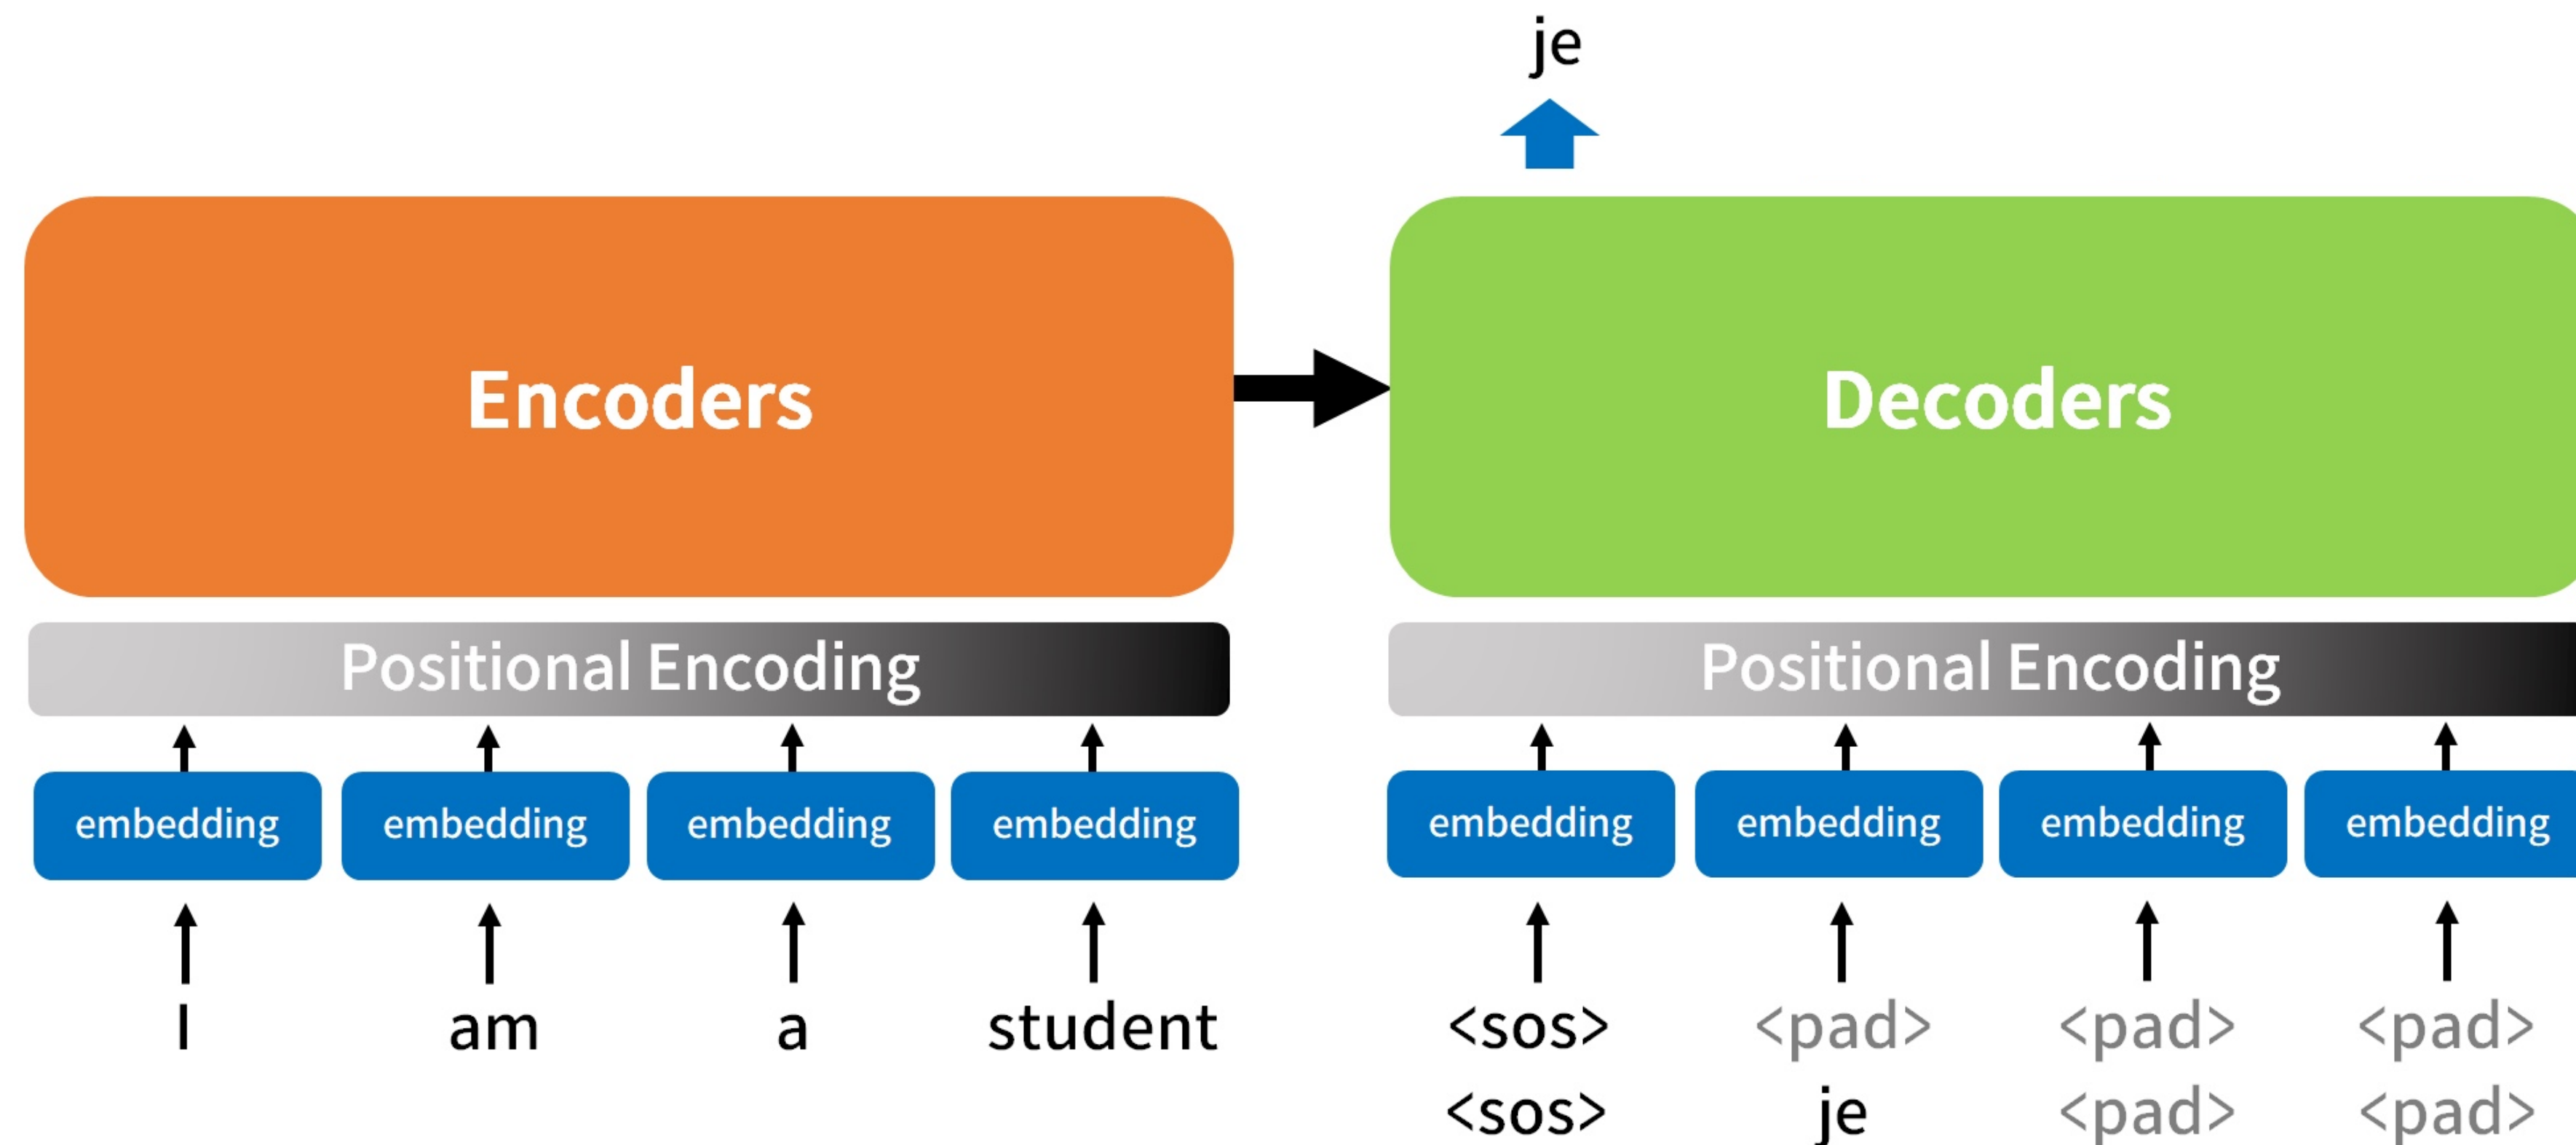 je
Encoders
Decoders
Positional Encoding
Positional Encoding
embedding embedding embedding embedding
embedding embedding embedding embedding
I am a student
<sos> <pad> <pad> <pad>
<sos> je <pad> <pad>